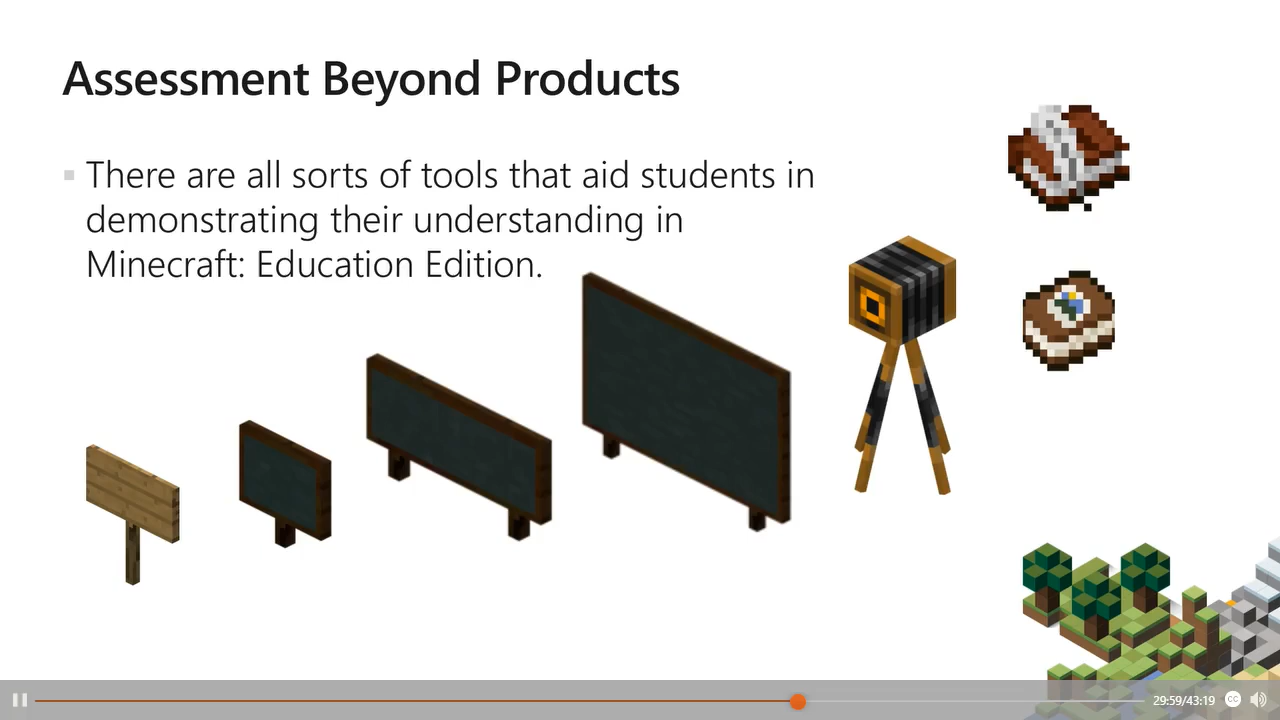 Assessment Beyond Products
There are all sorts of tools that aid students in
demonstrating their understanding in
Minecraft: Education Edition.
29:59/43:19
CC